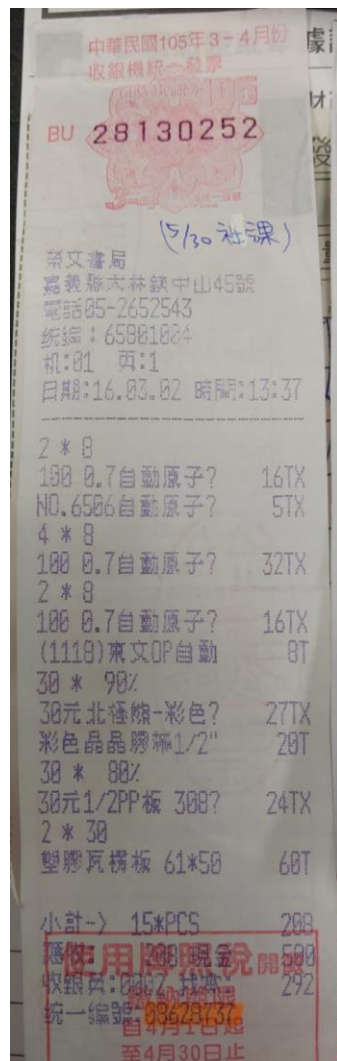 中華民國105年3-4月份
收銀機統一發票
BU 28130252
(5/30 社課)
文書局
嘉義縣大林鎮中山45號
電話05-2652543
統編:65801084
机:01 頁:1
日期:16.03.02 時間:13:37
2 * 8
100 0.7自動原子? 16TX
NO.6506自動原子? 5TX
4 * 8
100 0.7自動原子? 32TX
2 * 8
100 0.7自動原子? 16TX
(1118)東文OP自動 8T
30 * 90%
30元北極熊-彩色? 27TX
彩色晶晶膠 1/2" 20T
30 * 80%
30元1/2PP板 308? 24TX
2 * 30
塑膠瓦楞板 61*50 60T
小計-> 15*PCS 208
208 現金 500
收銀員:0002 292
統一編號:08628737
至4月30日止